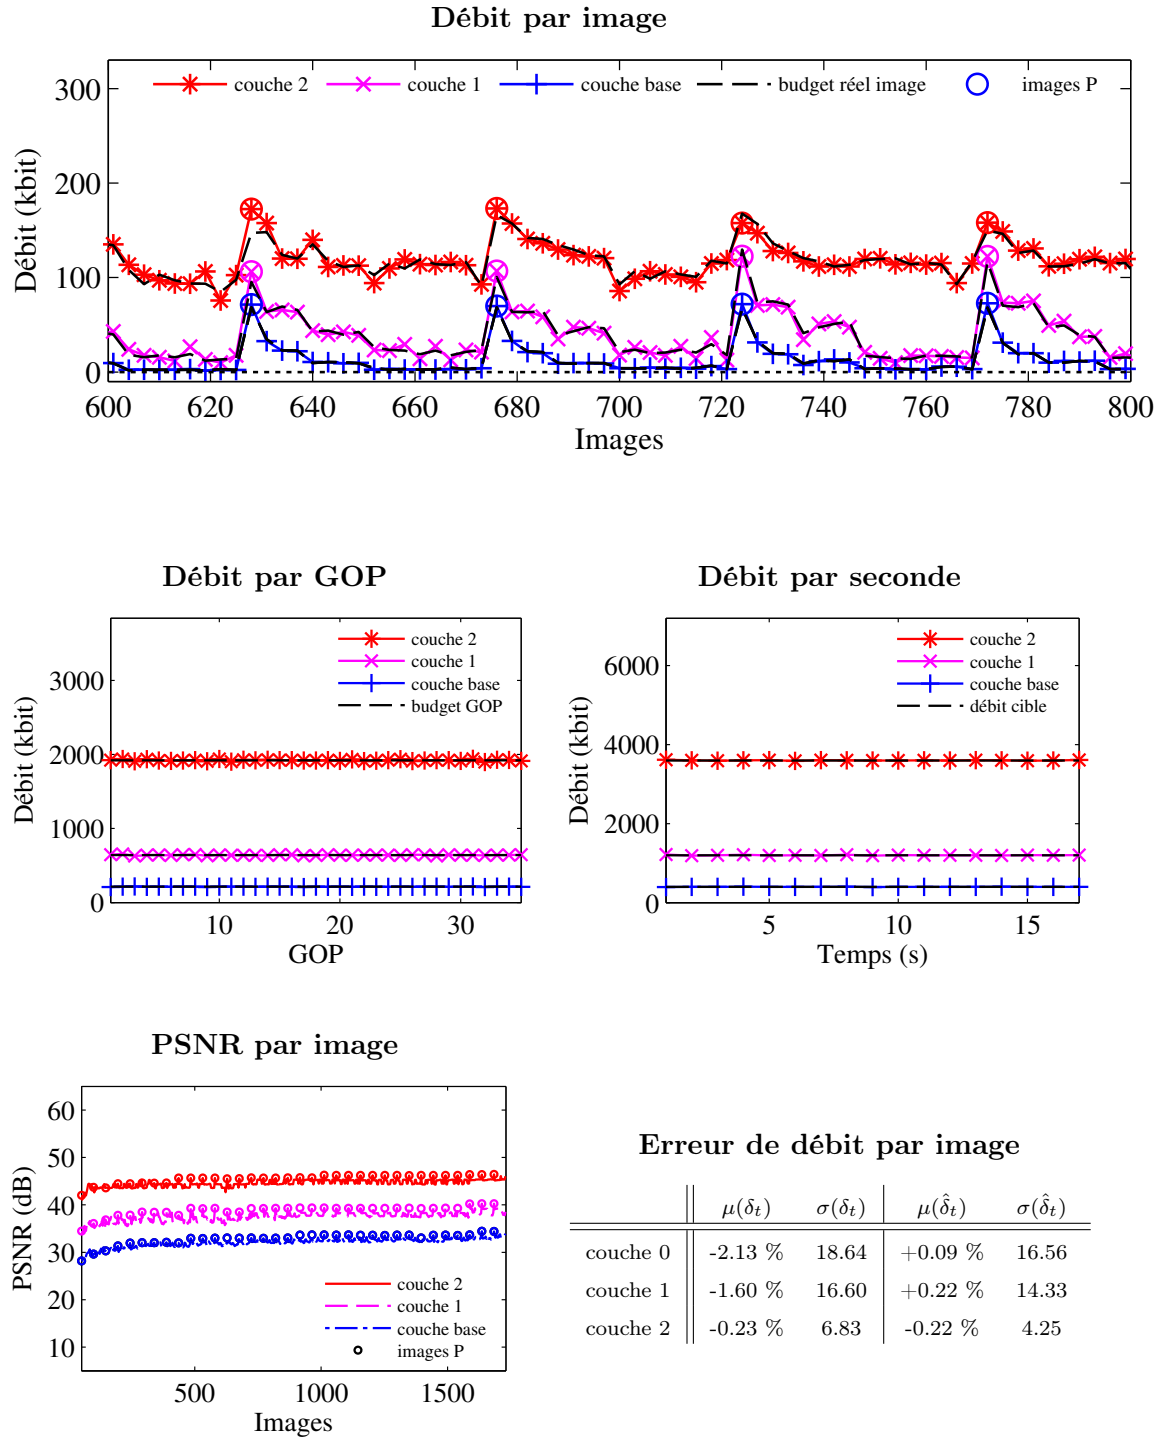 Débit par image
couche 2 couche 1 couche base budget réel image images P
300
200
100
0
Débit (kbit)
600 620 640 660 680 700 720 740 760 780 800
Images
Débit par GOP
couche 2
couche 1
couche base
budget GOP
3000
2000
1000
0
Débit (kbit)
10 20 30
GOP
Débit par seconde
couche 2
couche 1
couche base
débit cible
6000
4000
2000
0
Débit (kbit)
5 10 15
Temps (s)
PSNR par image
60
50
40
30
20
10
PSNR (dB)
couche 2
couche 1
couche base
images P
500 1000 1500
Images
Erreur de débit par image
μ(δₜ) σ(δₜ) μ(δ̂ₜ) σ(δ̂ₜ)
couche 0 -2.13 % 18.64 +0.09 % 16.56
couche 1 -1.60 % 16.60 +0.22 % 14.33
couche 2 -0.23 % 6.83 -0.22 % 4.25